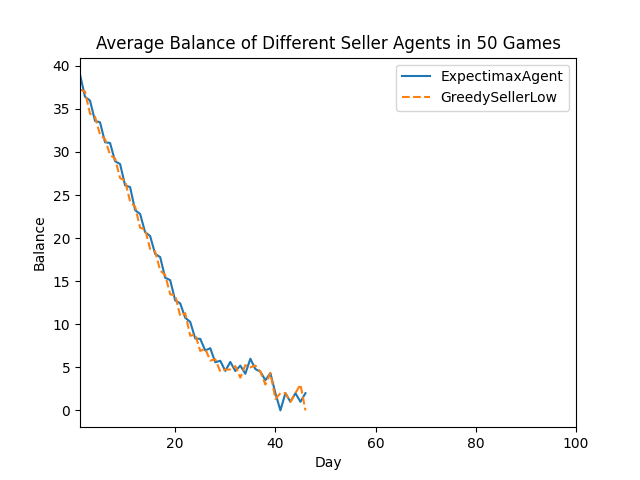 Average Balance of Different Seller Agents in 50 Games
ExpectimaxAgent
GreedySellerLow
Balance
40
35
30
25
20
15
10
5
0
20
40
60
80
100
Day